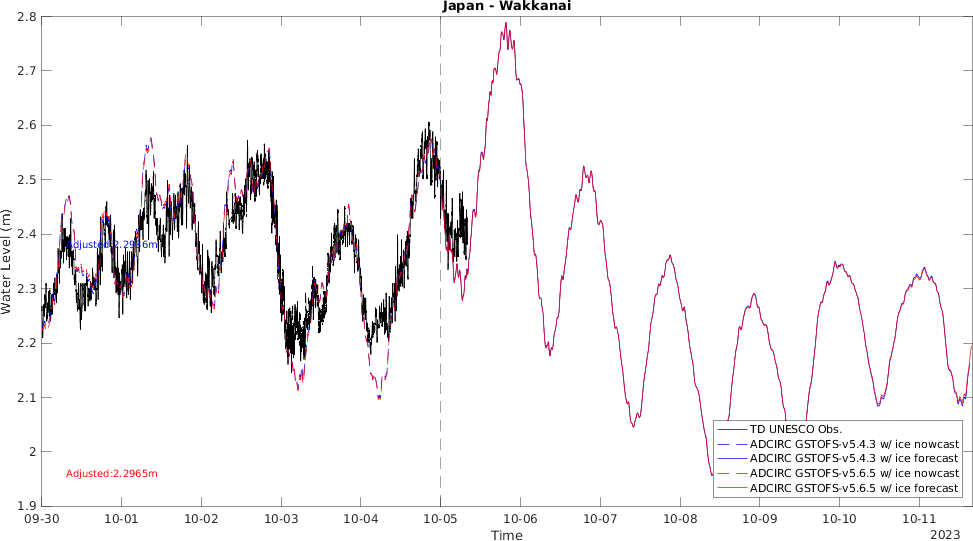 Japan - Wakkanai
Water Level (m)
2.8
2.7
2.6
2.5
2.4
2.3
2.2
2.1
2
1.9
Adjusted:2.2965m
TD UNESCO Obs.
ADCIRC GSTOFS-v5.4.3 w/ ice nowcast
ADCIRC GSTOFS-v5.4.3 w/ ice forecast
ADCIRC GSTOFS-v5.6.5 w/ ice nowcast
ADCIRC GSTOFS-v5.6.5 w/ ice forecast
09-30 10-01 10-02 10-03 10-04 10-05 10-06 10-07 10-08 10-09 10-10 10-11
2023
Time